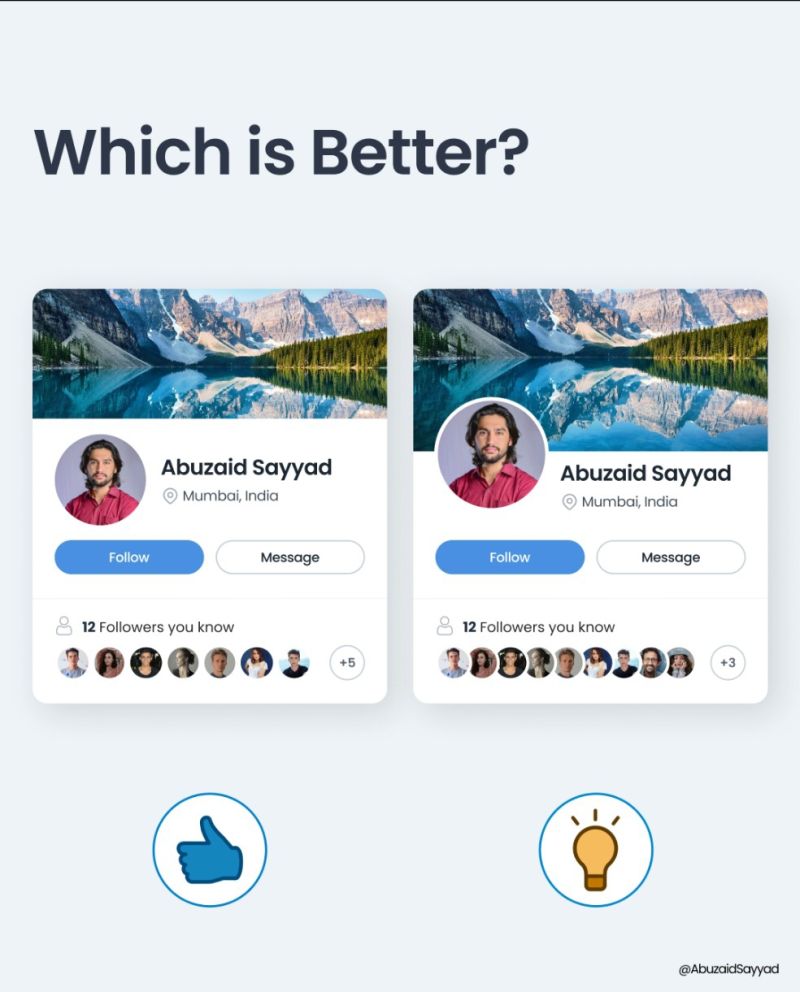 Which is Better?
Abuzaid Sayyad
Mumbai, India
Follow
Message
12 Followers you know
+5
Abuzaid Sayyad
Mumbai, India
Follow
Message
12 Followers you know
+3
@AbuzaidSayyad